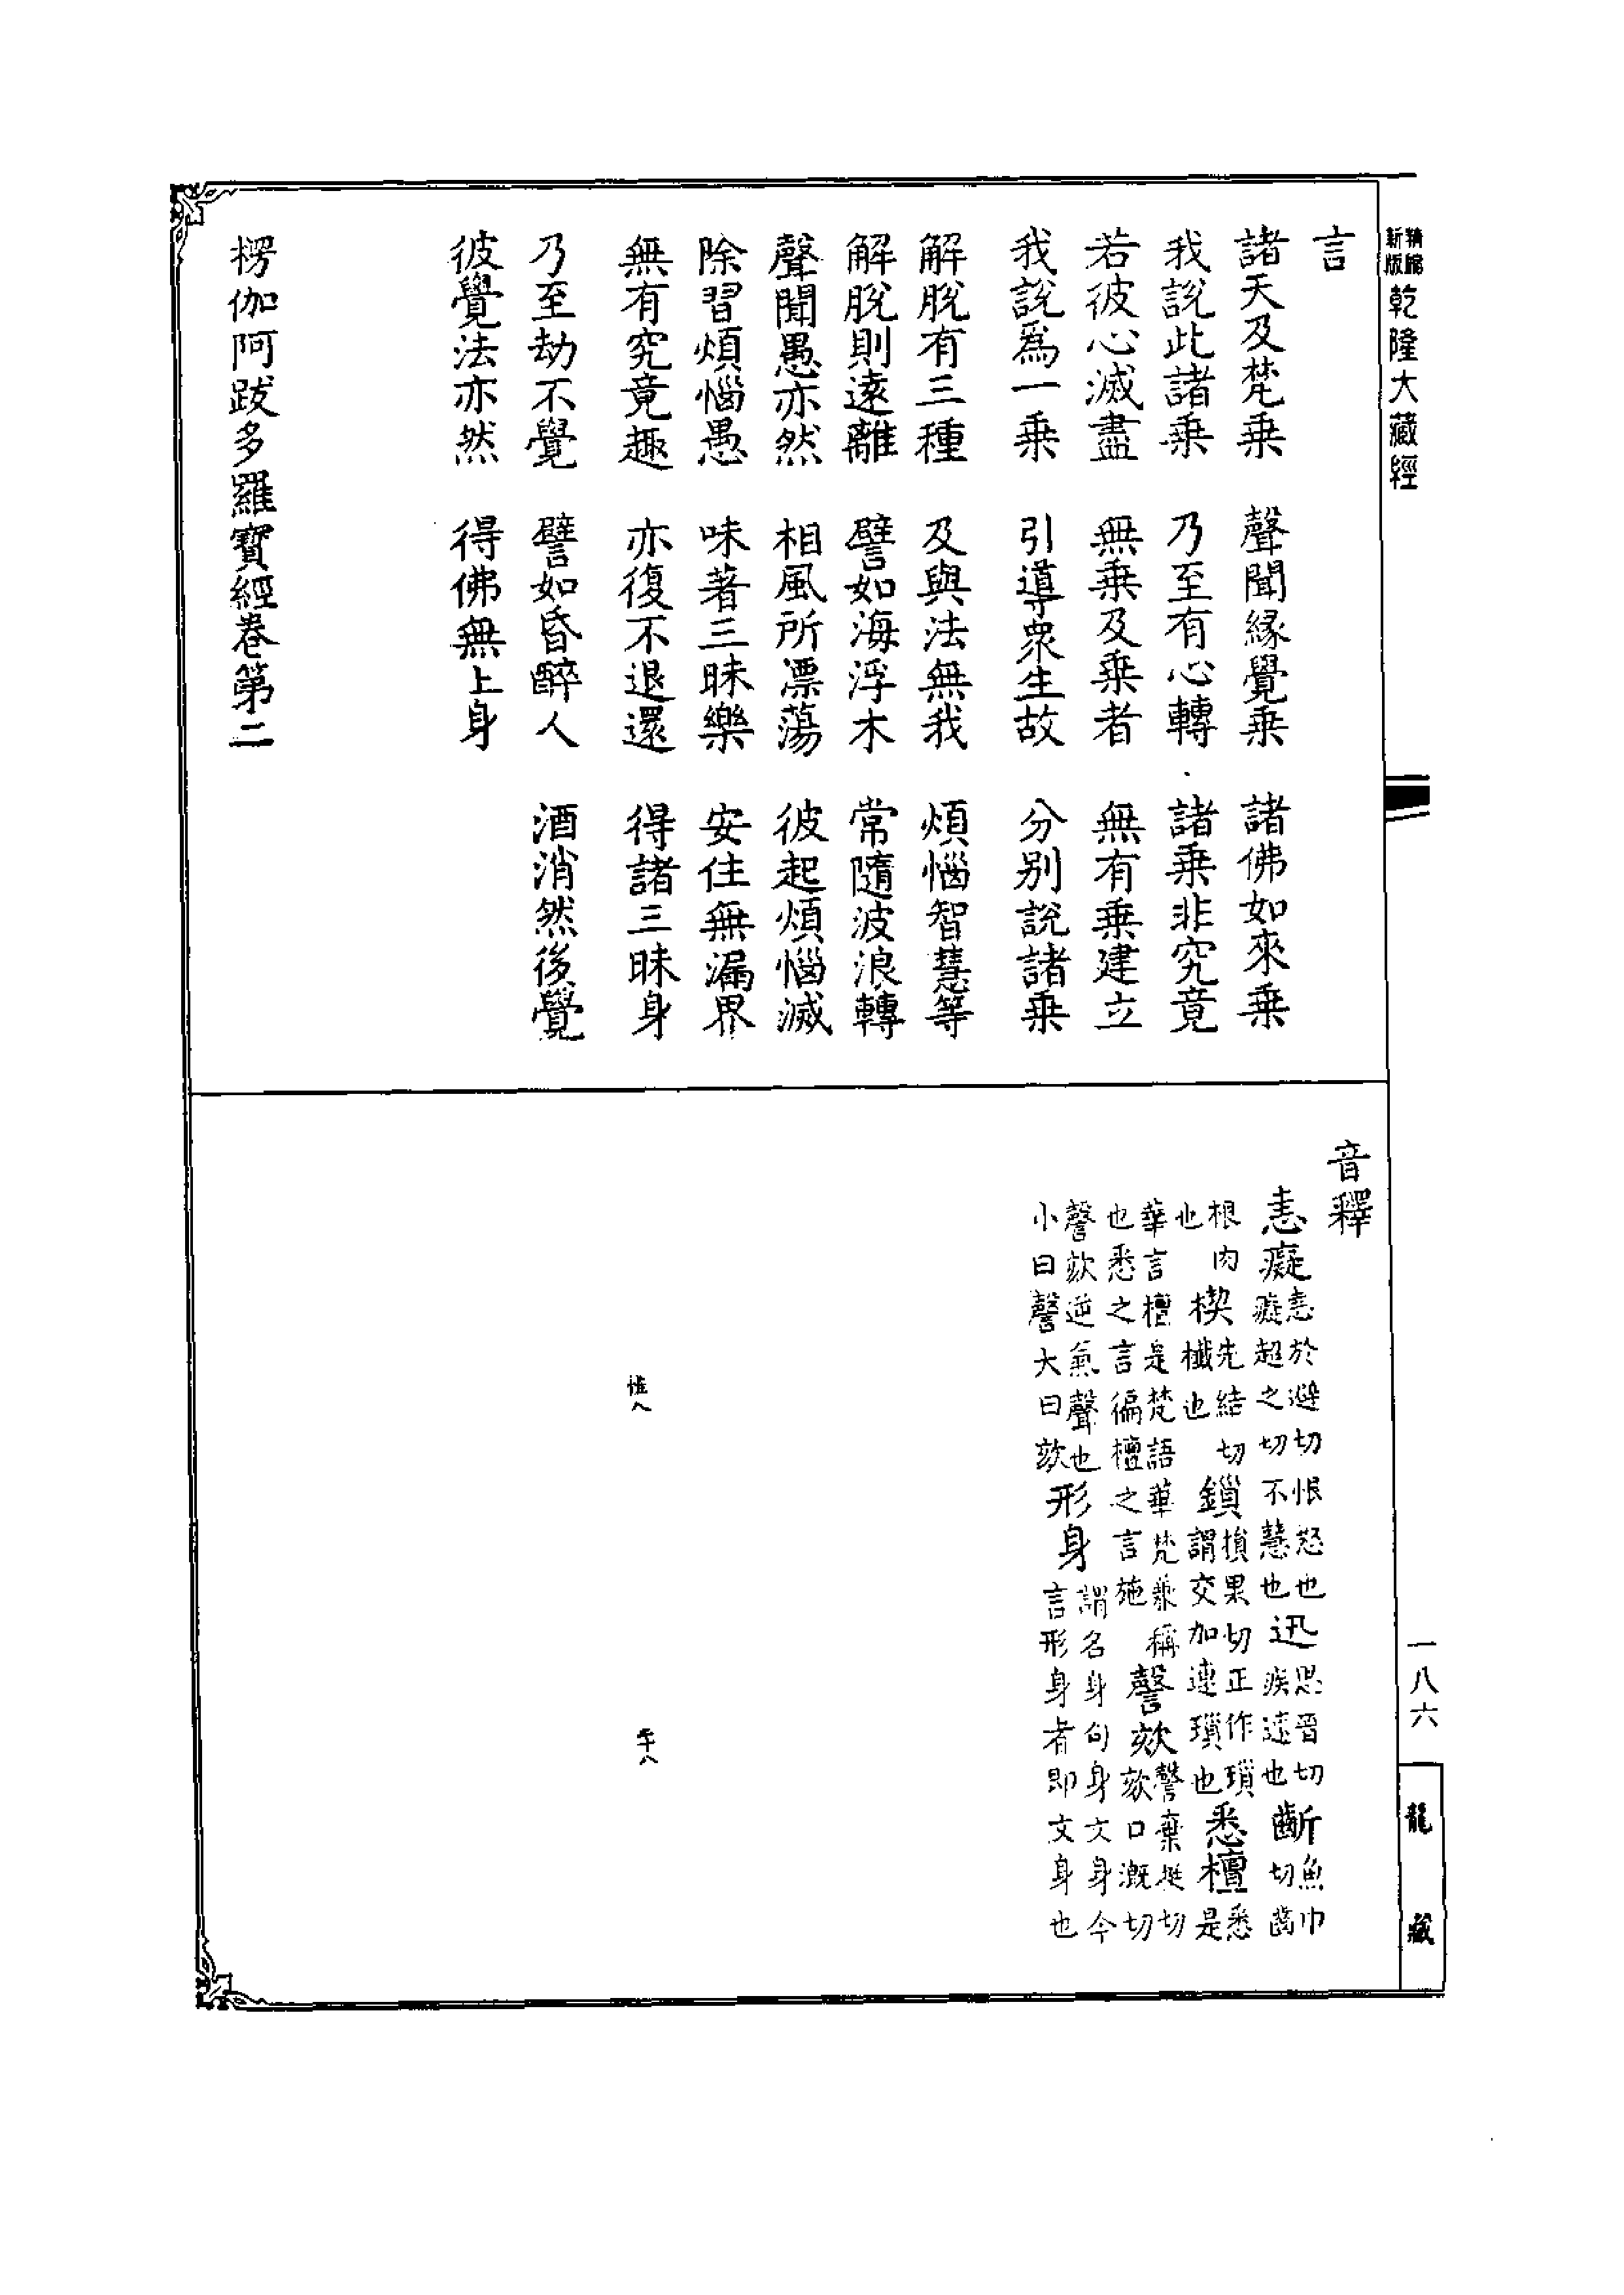 新版
精縮
乾隆大藏經
言
諸天及梵乘　聲聞緣覺乘　諸佛如來乘
我說此諸乘　乃至有心轉　諸乘非究竟
若彼心滅盡　無乘及乘者　無有乘建立
我說爲一乘　引導衆生故　分別說諸乘
解脫有三種　及與法無我　煩惱智慧等
解脫則遠離　譬如海浮木　常隨波浪轉
聲聞愚亦然　相風所漂蕩　彼起煩惱滅
除習煩惱愚　味著三昧樂　安住無漏界
無有究竟趣　亦復不退還　得諸三昧身
乃至劫不覺　譬如昏醉人　酒消然後覺
彼覺法亦然　得佛無上身
楞伽阿跋多羅寶經卷第二
音釋
恚癡　恚於避切恨怒也癡超之切不慧也　迅　思晉切疾速也　齗　魚巾切齒
根肉也　楔　先結切櫼也　鎖　損果切正作瑣謂交加連瑣也　悉檀　悉是
華言檀是梵語華梵兼稱也悉之言徧檀之言施　謦欬　謦棄挺切欬口溉切
謦欬逆氣聲也小曰謦大曰欬　形身　謂名身句身文身今言形身者即文身也
一八六
龍藏